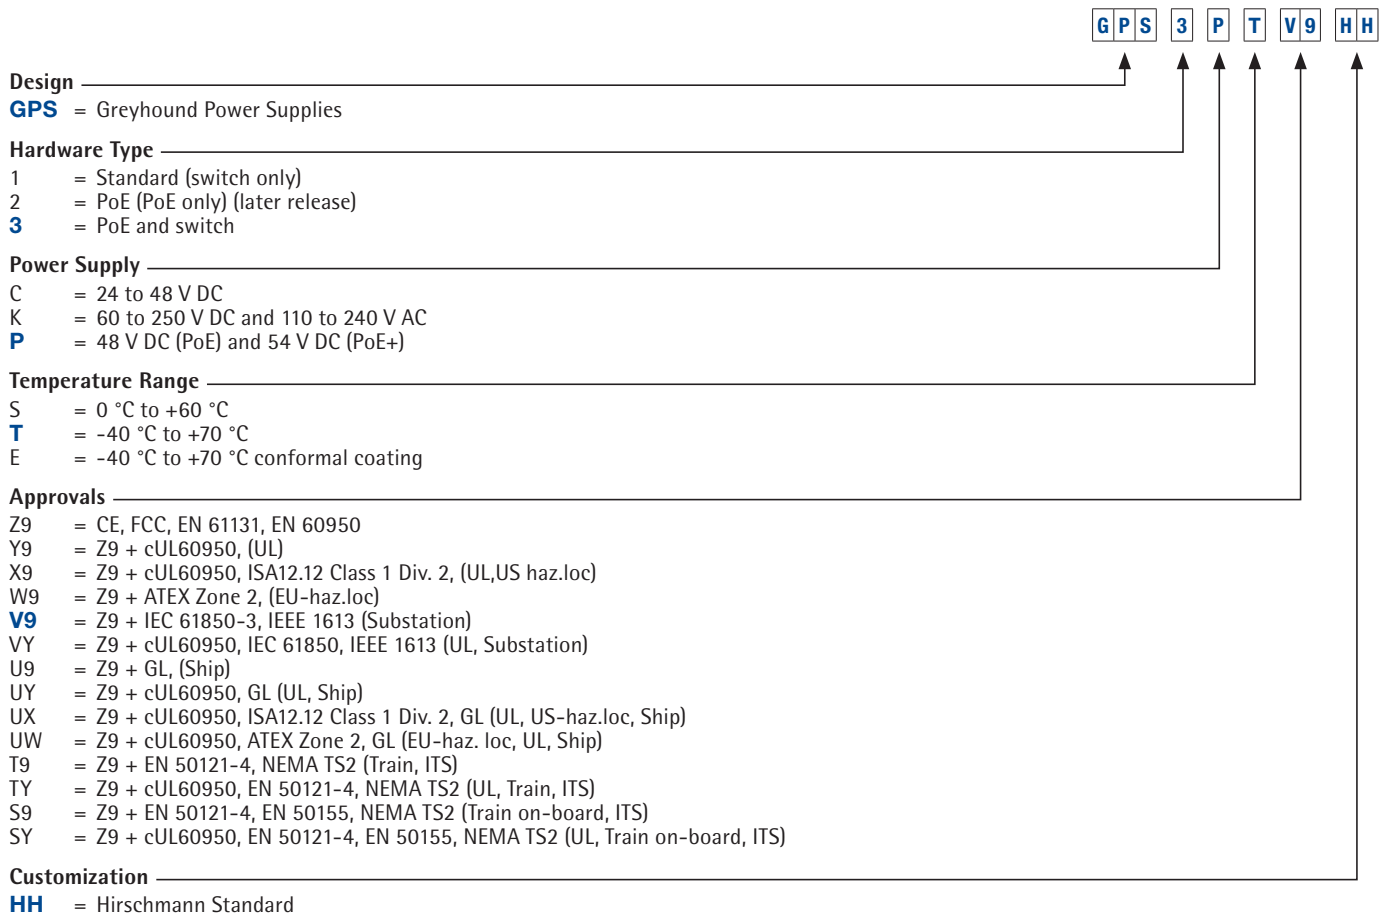 GPS 3 P T V9 HH
Design
GPS = Greyhound Power Supplies
Hardware Type
1 = Standard (switch only)
2 = PoE (PoE only) (later release)
3 = PoE and switch
Power Supply
C = 24 to 48 V DC
K = 60 to 250 V DC and 110 to 240 V AC
P = 48 V DC (PoE) and 54 V DC (PoE+)
Temperature Range
S = 0 °C to +60 °C
T = -40 °C to +70 °C
E = -40 °C to +70 °C conformal coating
Approvals
Z9 = CE, FCC, EN 61131, EN 60950
Y9 = Z9 + cUL60950, (UL)
X9 = Z9 + cUL60950, ISA12.12 Class 1 Div. 2, (UL,US haz.loc)
W9 = Z9 + ATEX Zone 2, (EU-haz.loc)
V9 = Z9 + IEC 61850-3, IEEE 1613 (Substation)
VY = Z9 + cUL60950, IEC 61850, IEEE 1613 (UL, Substation)
U9 = Z9 + GL, (Ship)
UY = Z9 + cUL60950, GL (UL, Ship)
UX = Z9 + cUL60950, ISA12.12 Class 1 Div. 2, GL (UL, US-haz.loc, Ship)
UW = Z9 + cUL60950, ATEX Zone 2, GL (EU-haz. loc, UL, Ship)
T9 = Z9 + EN 50121-4, NEMA TS2 (Train, ITS)
TY = Z9 + cUL60950, EN 50121-4, NEMA TS2 (UL, Train, ITS)
S9 = Z9 + EN 50121-4, EN 50155, NEMA TS2 (Train on-board, ITS)
SY = Z9 + cUL60950, EN 50121-4, EN 50155, NEMA TS2 (UL, Train on-board, ITS)
Customization
HH = Hirschmann Standard